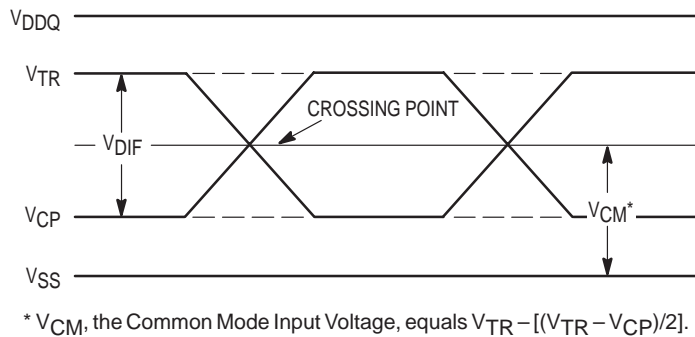 VDDQ
VTR
CROSSING POINT
VDIF
VCP
VCM*
VSS
* VCM, the Common Mode Input Voltage, equals VTR – [(VTR – VCP)/2].